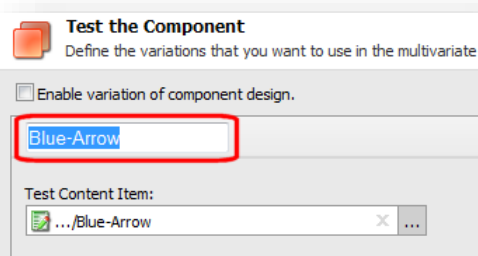 Test the Component
Define the variations that you want to use in the multivariate
Enable variation of component design.
Blue-Arrow
Test Content Item:
.../Blue-Arrow
...